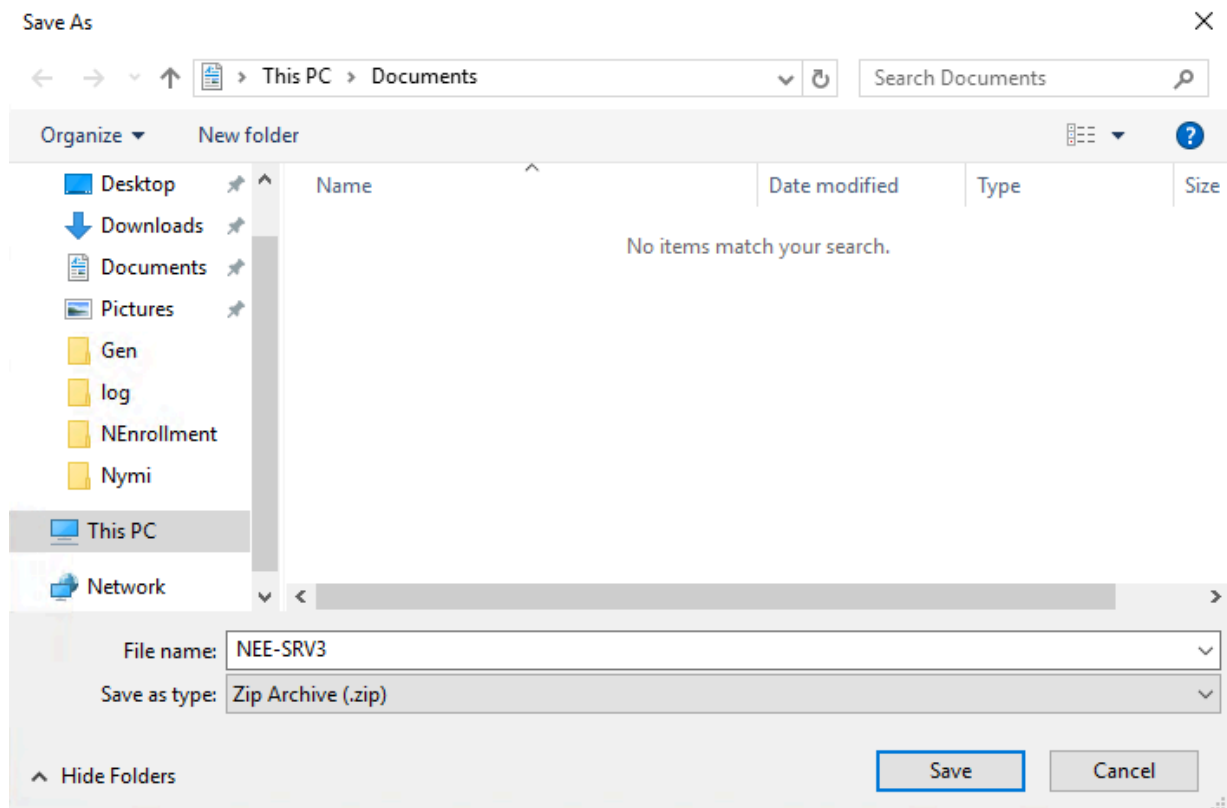 Save As
This PC > Documents
Search Documents
Organize
New folder
Name
Date modified
Type
Size
No items match your search.
Desktop
Downloads
Documents
Pictures
Gen
log
NEnrollment
Nymi
This PC
Network
File name: NEE-SRV3
Save as type: Zip Archive (.zip)
Hide Folders
Save
Cancel